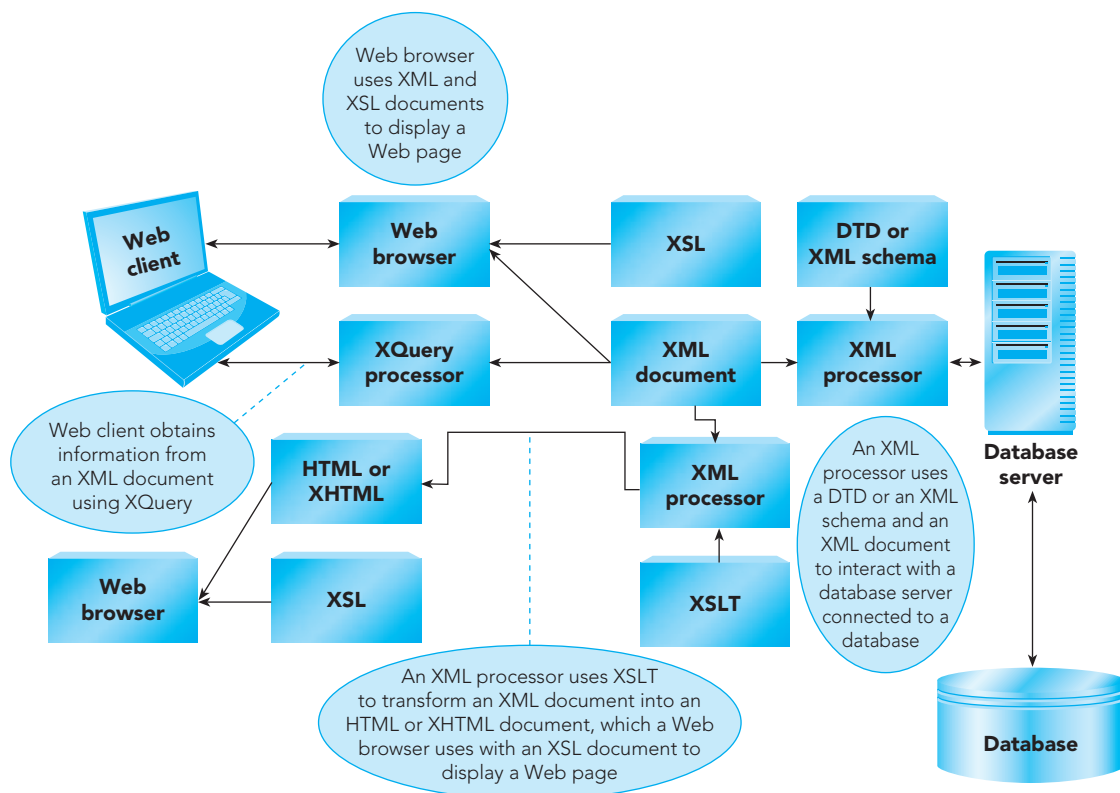 Web browser
uses XML and
XSL documents
to display a
Web page
Web
client
Web
browser
XSL
DTD or
XML schema
XQuery
processor
XML
document
XML
processor
Database
server
Web client obtains
information from
an XML document
using XQuery
HTML or
XHTML
XML
processor
An XML
processor uses
a DTD or an XML
schema and an
XML document
to interact with a
database server
connected to a
database
Web
browser
XSL
XSLT
An XML processor uses XSLT
to transform an XML document into an
HTML or XHTML document, which a Web
browser uses with an XSL document to
display a Web page
Database